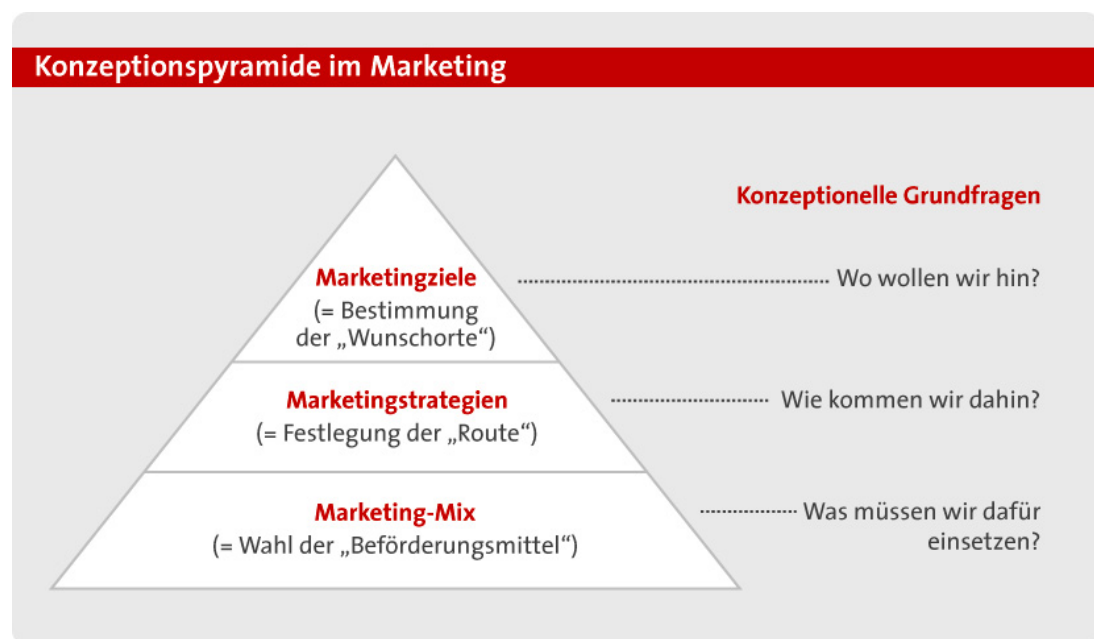 Konzeptionspyramide im Marketing
Konzeptionelle Grundfragen
Marketingziele
(= Bestimmung
der „Wunschorte“)
Wo wollen wir hin?
Marketingstrategien
(= Festlegung der „Route“)
Wie kommen wir dahin?
Marketing-Mix
(= Wahl der „Beförderungsmittel“)
Was müssen wir dafür
einsetzen?